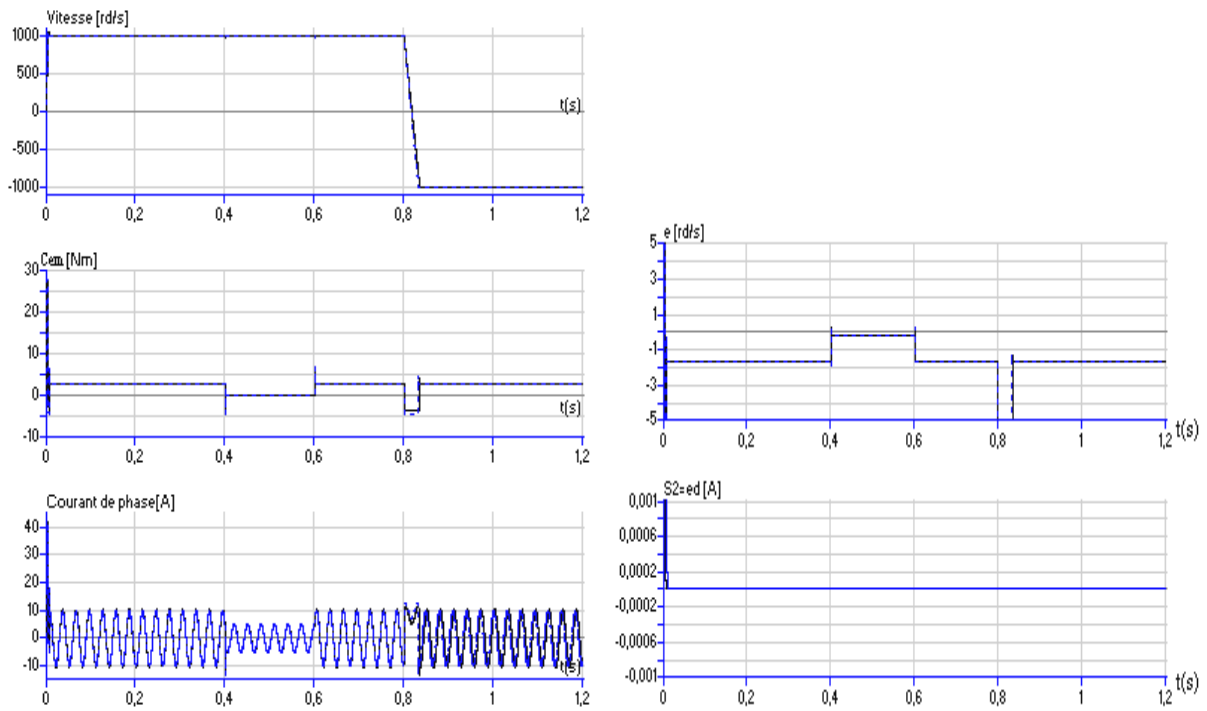 Vitesse [rd/s]
1000
500
0
-500
-1000
t(s)
0 0,2 0,4 0,6 0,8 1 1,2
Cem [Nm]
30
20
10
0
-10
t(s)
0 0,2 0,4 0,6 0,8 1 1,2
Courant de phase[A]
40
30
20
10
0
-10
t(s)
0 0,2 0,4 0,6 0,8 1 1,2
e [rd/s]
5
3
1
-1
-3
-5
t(s)
0 0,2 0,4 0,6 0,8 1 1,2
S2=ed [A]
0,001
0,0006
0,0002
-0,0002
-0,0006
-0,001
t(s)
0 0,2 0,4 0,6 0,8 1 1,2